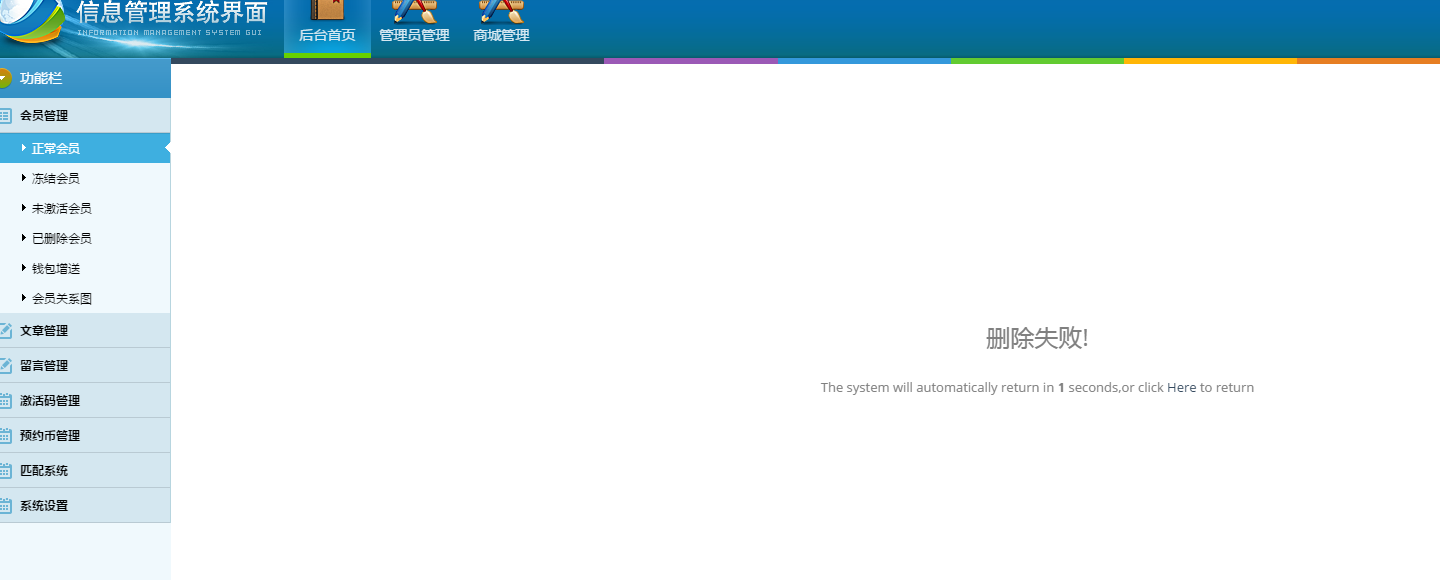 信息管理系统界面
INFORMATION MANAGEMENT SYSTEM GUI
后台首页
管理员管理
商城管理
功能栏
会员管理
正常会员
冻结会员
未激活会员
已删除会员
钱包增送
会员关系图
文章管理
留言管理
激活码管理
预约币管理
匹配系统
系统设置
删除失败!
The system will automatically return in 1 seconds,or click Here to return